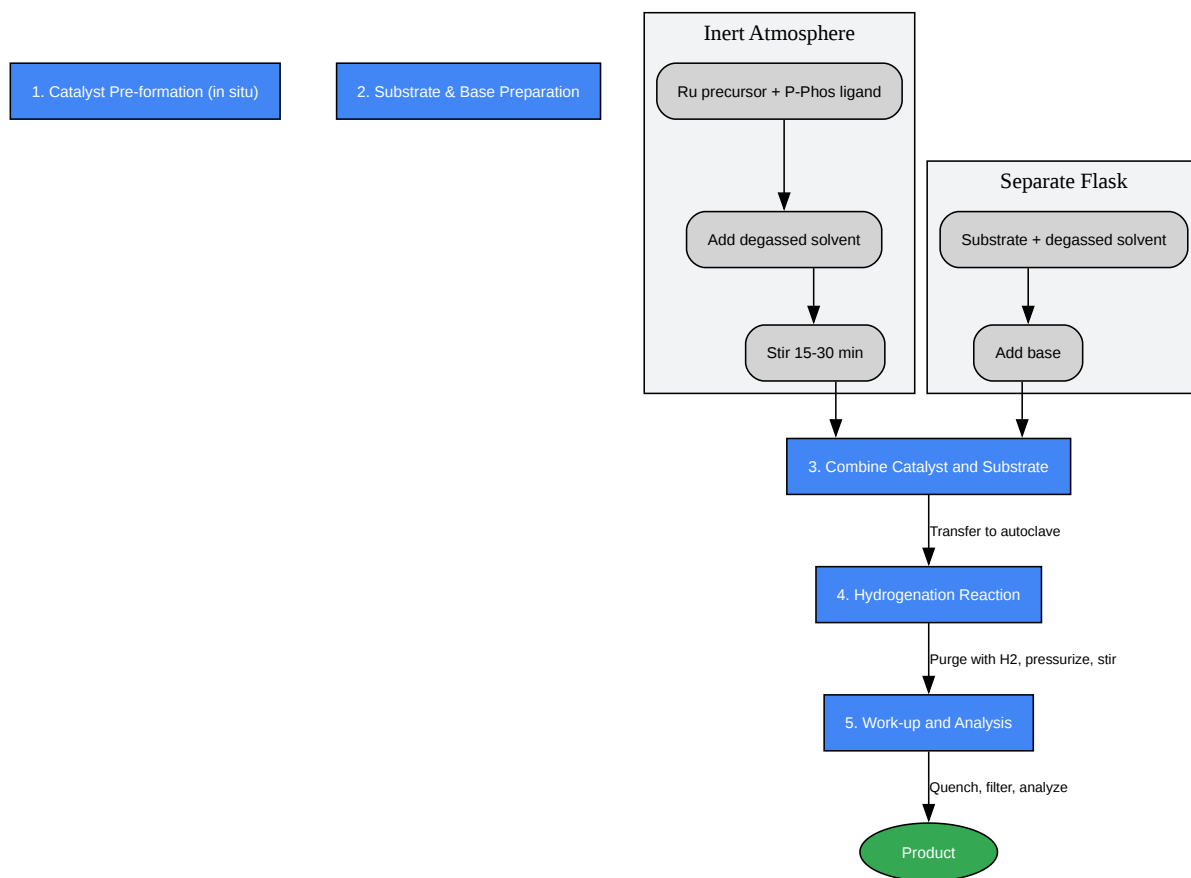 1. Catalyst Pre-formation (in situ)
2. Substrate & Base Preparation
Inert Atmosphere
Ru precursor + P-Phos ligand
Add degassed solvent
Stir 15-30 min
Separate Flask
Substrate + degassed solvent
Add base
3. Combine Catalyst and Substrate
Transfer to autoclave
4. Hydrogenation Reaction
Purge with H2, pressurize, stir
5. Work-up and Analysis
Quench, filter, analyze
Product